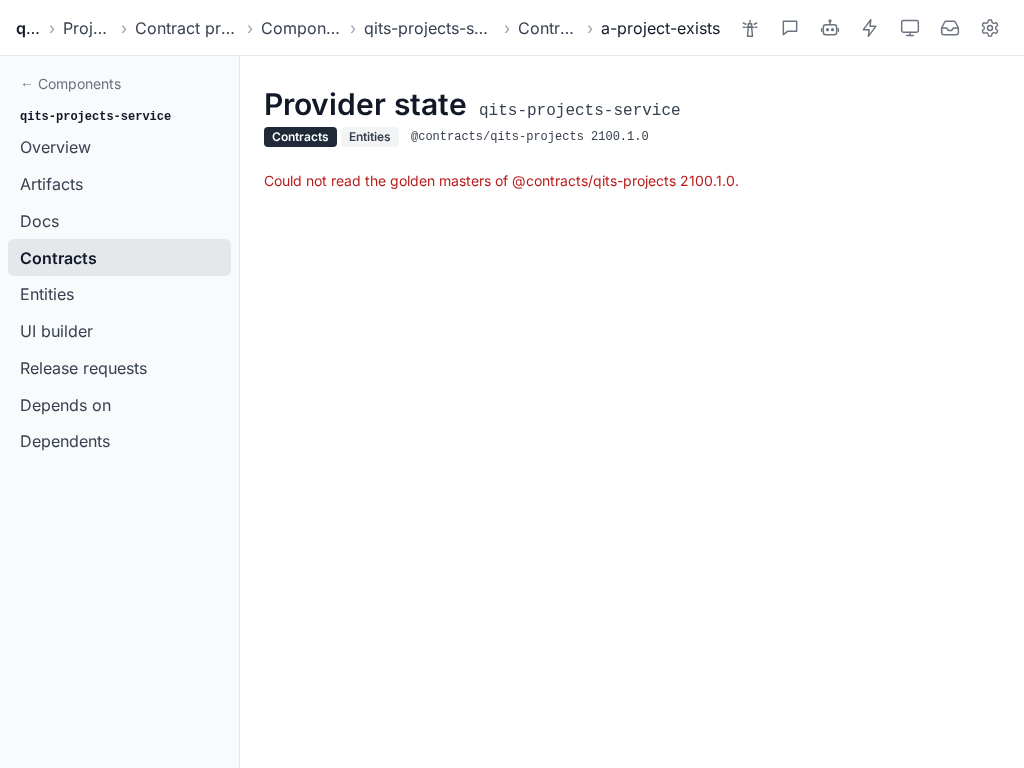 q... › Proj... › Contract pr... › Compon... › qits-projects-s... › Contr... › a-project-exists
← Components
qits-projects-service
Overview
Artifacts
Docs
Contracts
Entities
UI builder
Release requests
Depends on
Dependents
Provider state qits-projects-service
Contracts Entities @contracts/qits-projects 2100.1.0
Could not read the golden masters of @contracts/qits-projects 2100.1.0.